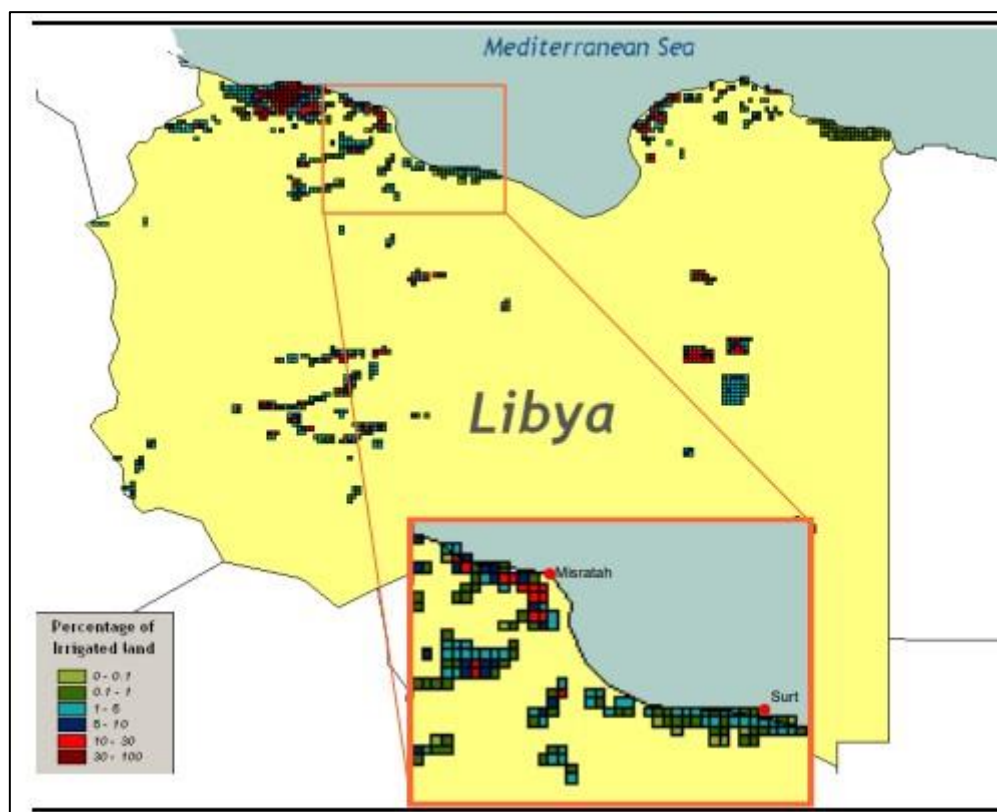 Mediterranean Sea
Libya
Misratah
Surt
Percentage of
Irrigated land
0 - 0.1
0.1 - 1
1 - 5
5 - 10
10 - 30
30 - 100